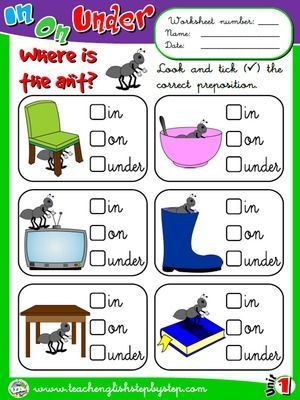 In On Under
Worksheet number: ____
Name: ____
Date: ____
Where is
the ant?
Look and tick (✓) the
correct preposition.
in
on
under
in
on
under
in
on
under
in
on
under
in
on
under
in
on
under
www.teachenglishstepbystep.com
Unit 1